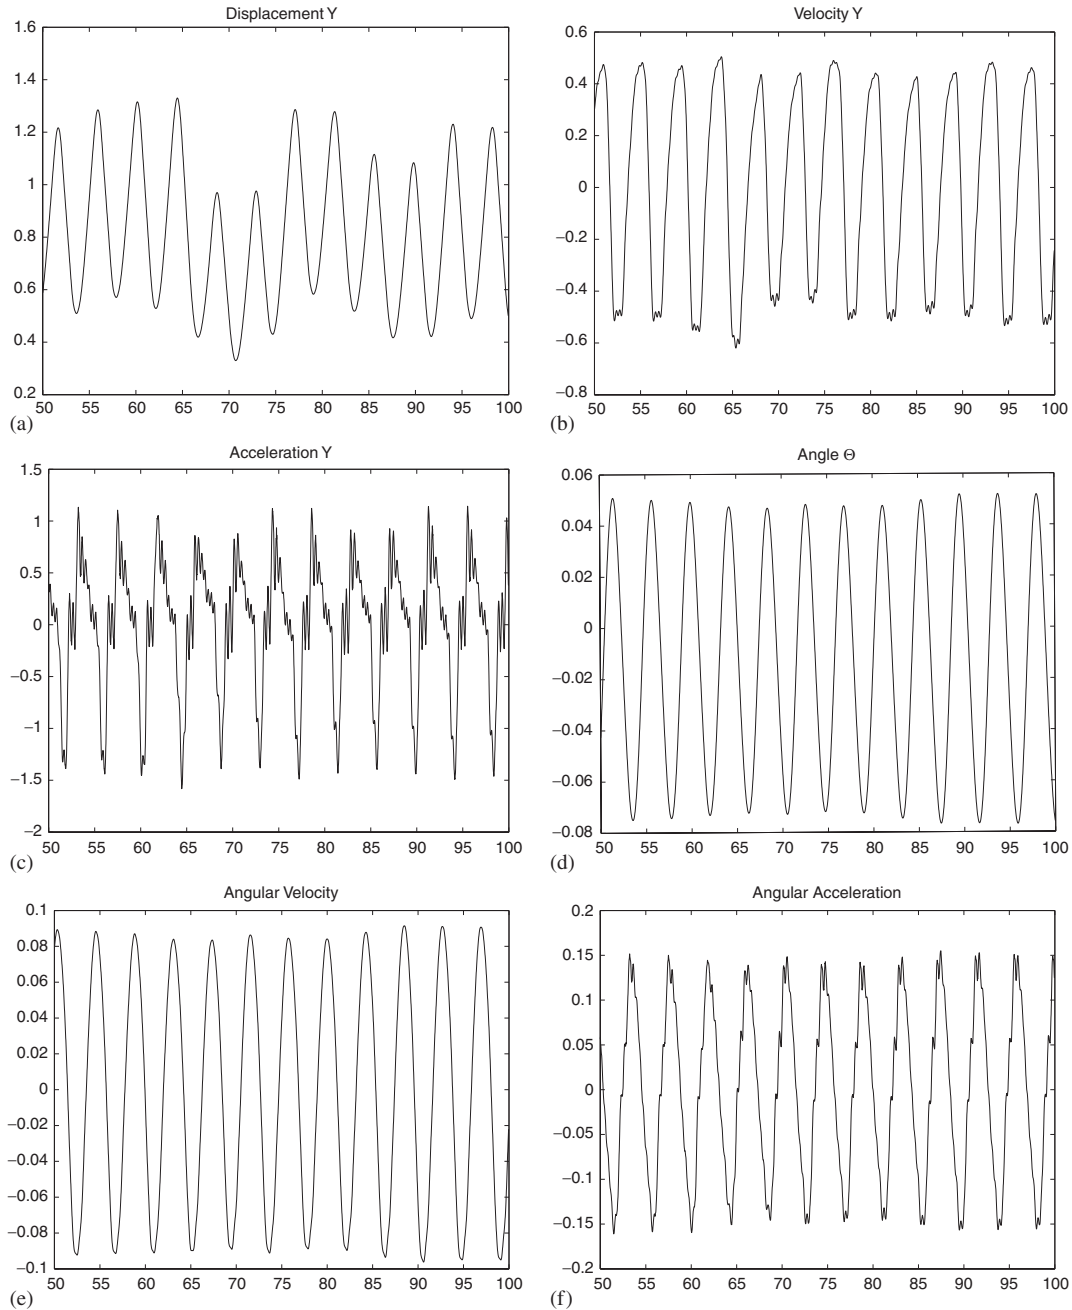 Displacement Y
1.6
1.4
1.2
1
0.8
0.6
0.4
0.2
50 55 60 65 70 75 80 85 90 95 100
(a)
Velocity Y
0.6
0.4
0.2
0
−0.2
−0.4
−0.6
−0.8
50 55 60 65 70 75 80 85 90 95 100
(b)
Acceleration Y
1.5
1
0.5
0
−0.5
−1
−1.5
−2
50 55 60 65 70 75 80 85 90 95 100
(c)
Angle Θ
0.06
0.04
0.02
0
−0.02
−0.04
−0.06
−0.08
50 55 60 65 70 75 80 85 90 95 100
(d)
Angular Velocity
0.1
0.08
0.06
0.04
0.02
0
−0.02
−0.04
−0.06
−0.08
−0.1
50 55 60 65 70 75 80 85 90 95 100
(e)
Angular Acceleration
0.2
0.15
0.1
0.05
0
−0.05
−0.1
−0.15
−0.2
50 55 60 65 70 75 80 85 90 95 100
(f)